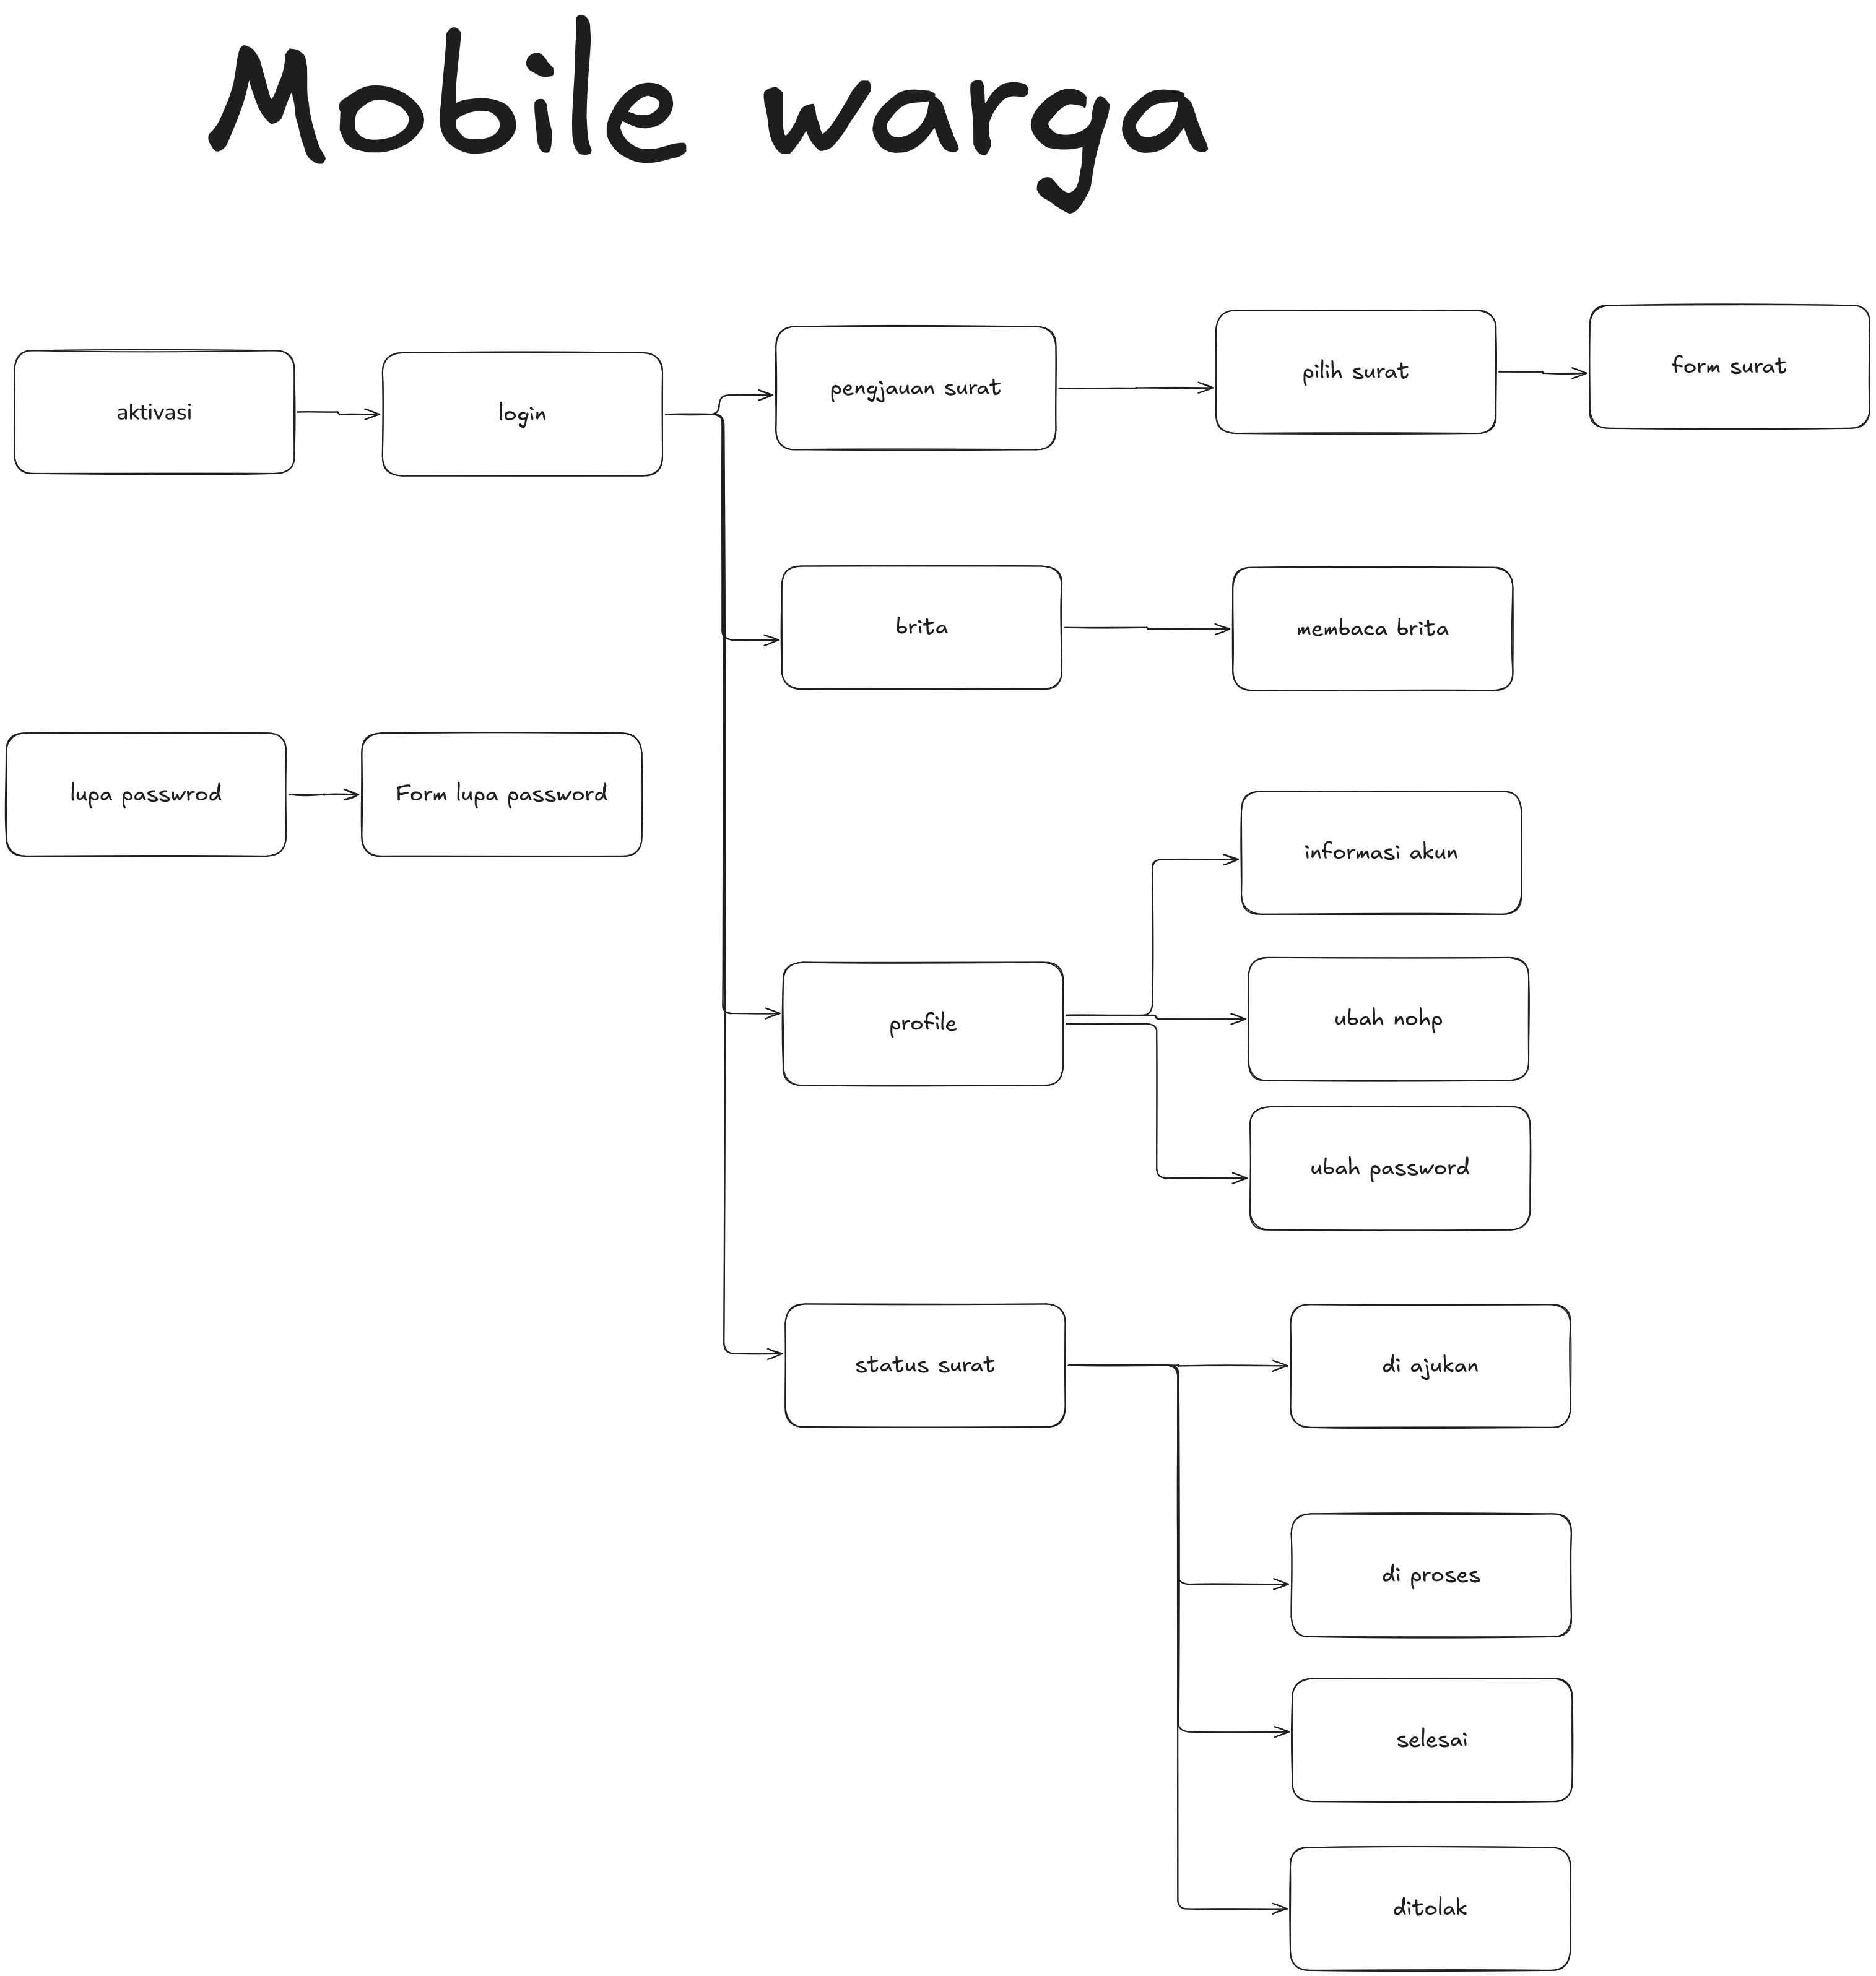 Mobile warga
aktivasi
login
pengjauan surat
pilih surat
form surat
brita
membaca brita
lupa passwrod
Form lupa password
informasi akun
profile
ubah nohp
ubah password
status surat
di ajukan
di proses
selesai
ditolak